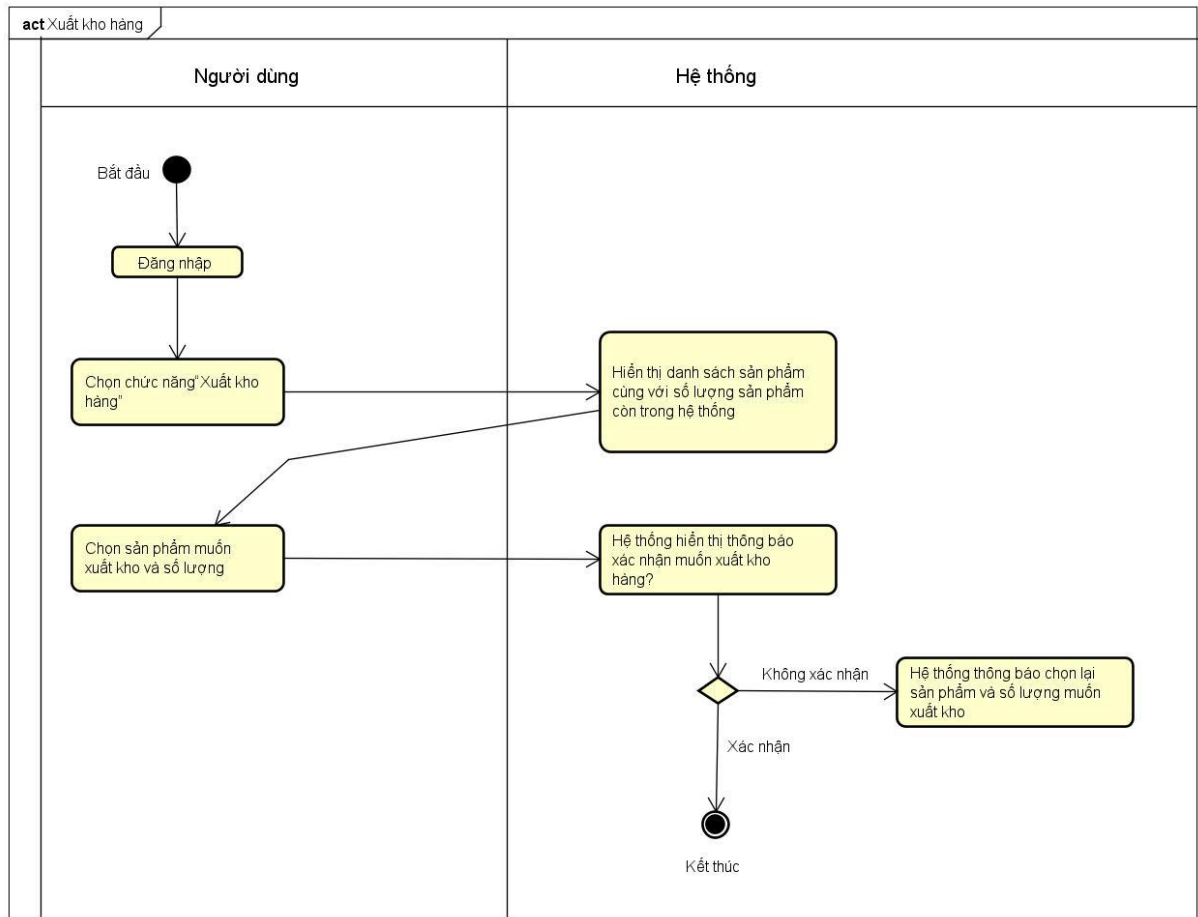 act Xuất kho hàng
Người dùng
Hệ thống
Bắt đầu
Đăng nhập
Chọn chức năng"Xuất kho
hàng"
Hiển thị danh sách sản phẩm
cùng với số lượng sản phẩm
còn trong hệ thống
Chọn sản phẩm muốn
xuất kho và số lượng
Hệ thống hiển thị thông báo
xác nhận muốn xuất kho
hàng?
Không xác nhận
Hệ thống thông báo chọn lại
sản phẩm và số lượng muốn
xuất kho
Xác nhận
Kết thúc